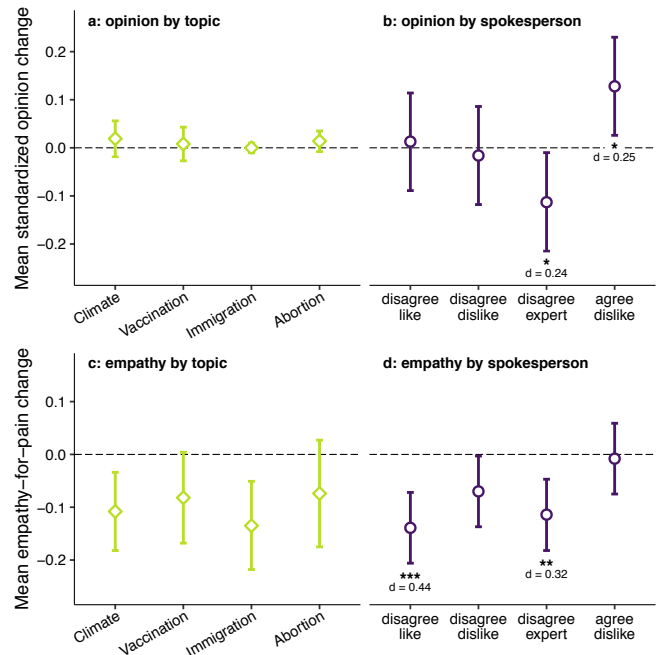 a: opinion by topic
b: opinion by spokesperson
Mean standardized opinion change
0.2
0.1
0.0
−0.1
−0.2
*
d = 0.24
*
d = 0.25
Climate
Vaccination
Immigration
Abortion
disagree
like
disagree
dislike
disagree
expert
agree
dislike
c: empathy by topic
d: empathy by spokesperson
Mean empathy-for-pain change
0.1
0.0
−0.1
−0.2
***
d = 0.44
**
d = 0.32
Climate
Vaccination
Immigration
Abortion
disagree
like
disagree
dislike
disagree
expert
agree
dislike